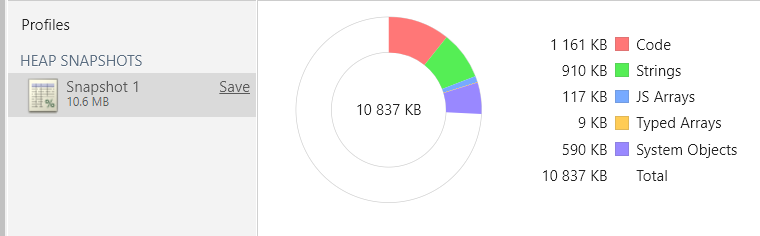 Profiles
HEAP SNAPSHOTS
Snapshot 1 Save
10.6 MB
%
10 837 KB
1 161 KB Code
910 KB Strings
117 KB JS Arrays
9 KB Typed Arrays
590 KB System Objects
10 837 KB Total